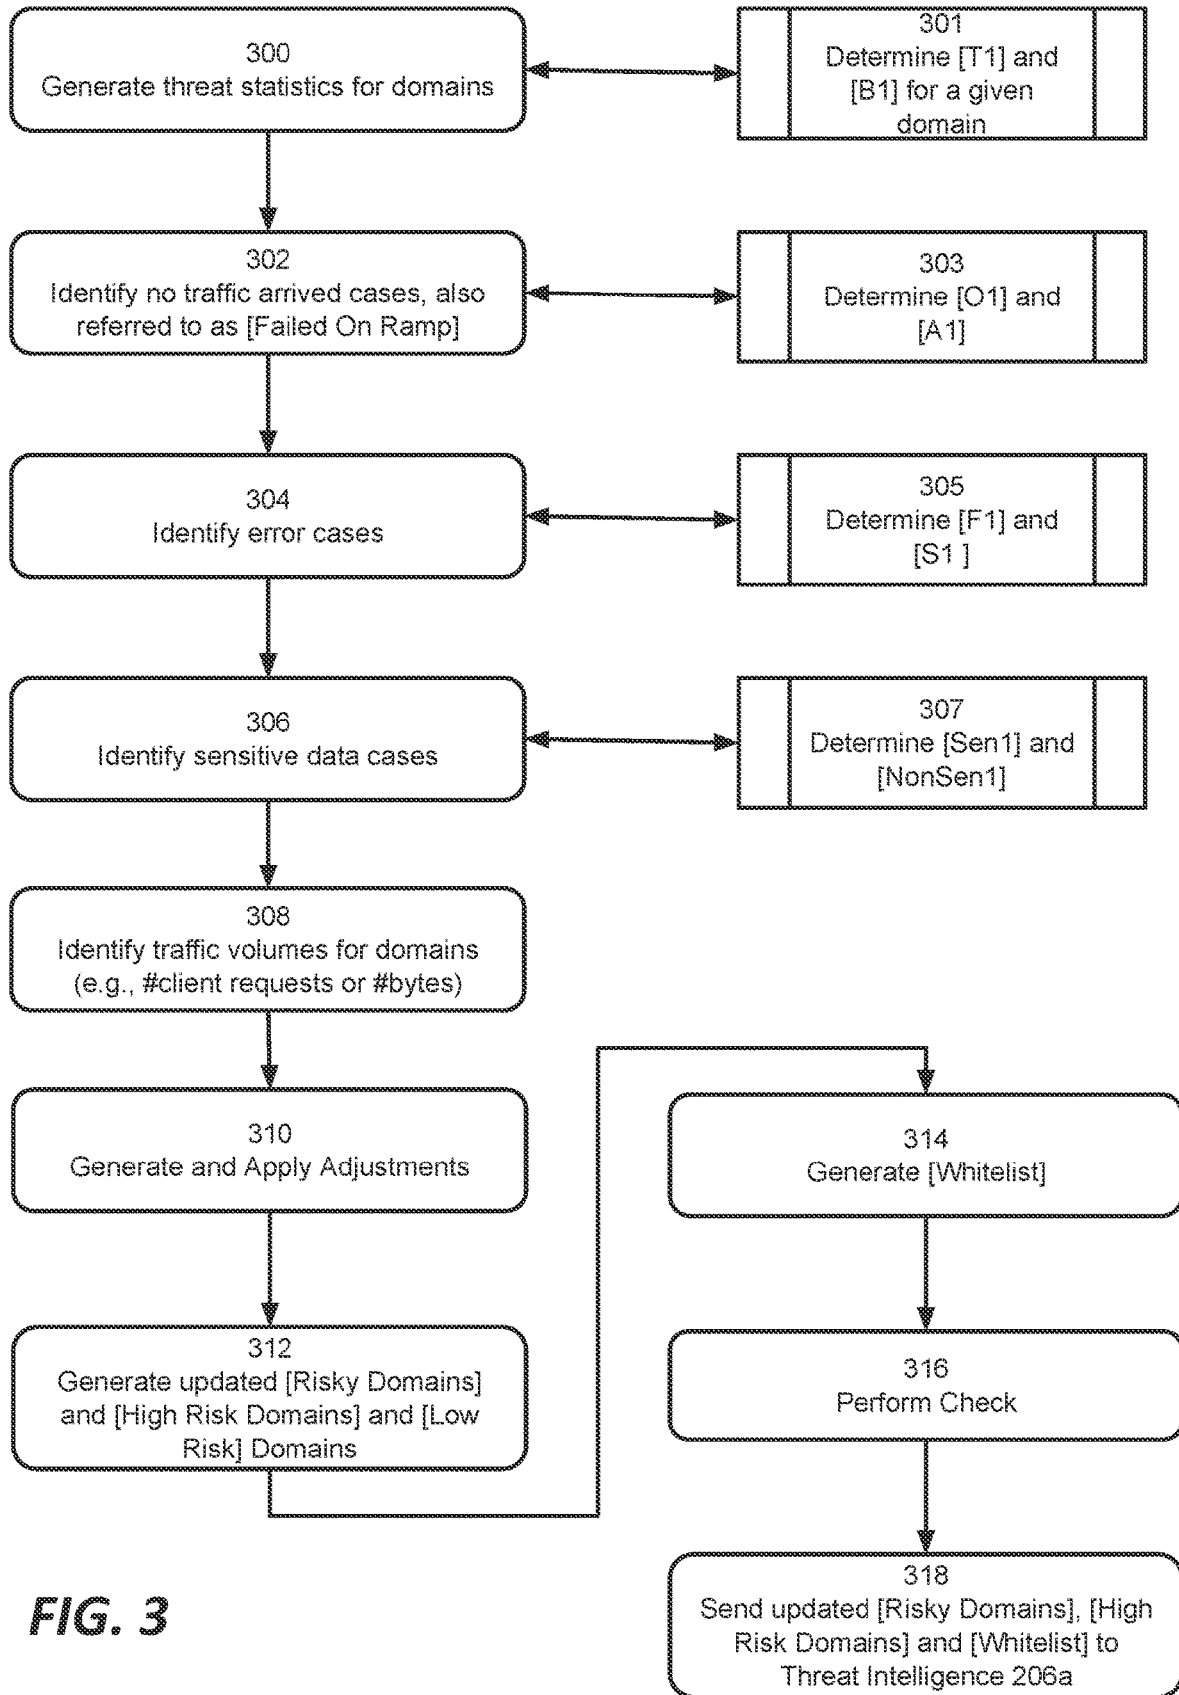 300
Generate threat statistics for domains
301
Determine [T1] and
[B1] for a given
domain
302
Identify no traffic arrived cases, also
referred to as [Failed On Ramp]
303
Determine [O1] and
[A1]
304
Identify error cases
305
Determine [F1] and
[S1 ]
306
Identify sensitive data cases
307
Determine [Sen1] and
[NonSen1]
308
Identify traffic volumes for domains
(e.g., #client requests or #bytes)
310
Generate and Apply Adjustments
312
Generate updated [Risky Domains]
and [High Risk Domains] and [Low
Risk] Domains
314
Generate [Whitelist]
316
Perform Check
318
Send updated [Risky Domains], [High
Risk Domains] and [Whitelist] to
Threat Intelligence 206a
FIG. 3